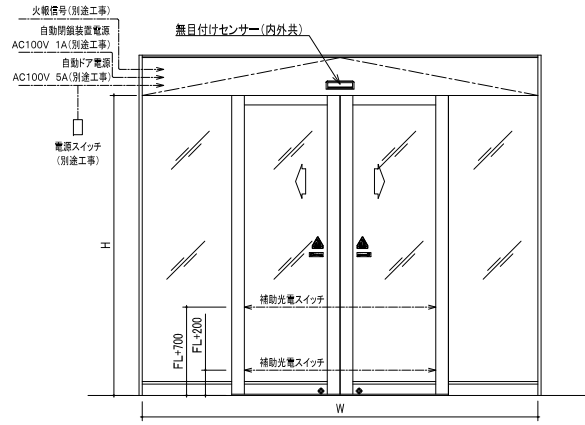 火報信号(別途工事)
自動閉鎖装置電源
AC100V 1A(別途工事)
自動ドア電源
AC100V 5A(別途工事)
無目付けセンサー(内外共)
電源スイッチ
(別途工事)
H
FL+700
FL+200
補助光電スイッチ
補助光電スイッチ
W